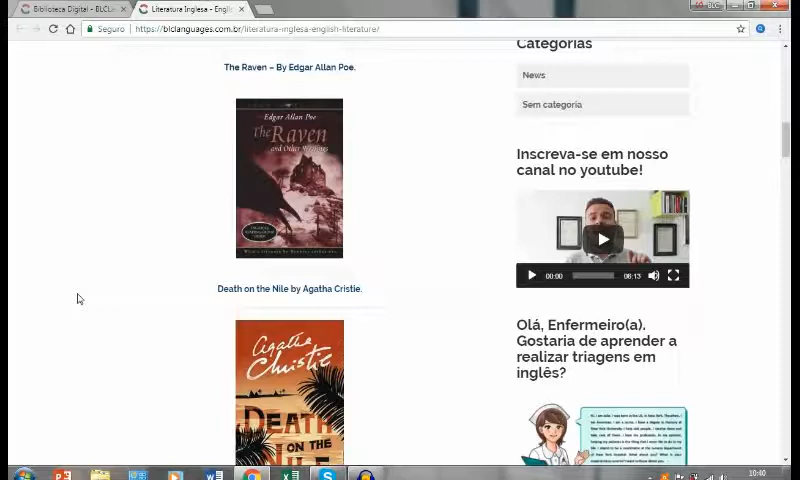 Biblioteca Digital - BLCL
Literatura Inglesa - Engli
BLC
Seguro
https://blclanguages.com.br/literatura-inglesa-english-literature/
The Raven – By Edgar Allan Poe.
Edgar Allan Poe
The Raven
and Other Writings
Death on the Nile by Agatha Cristie.
Agatha
Christie
DEATH
ON THE
NILE
Categorias
News
Sem categoria
Inscreva-se em nosso
canal no youtube!
00:00
06:13
Olá, Enfermeiro(a).
Gostaria de aprender a
realizar triagens em
inglês?
10:40